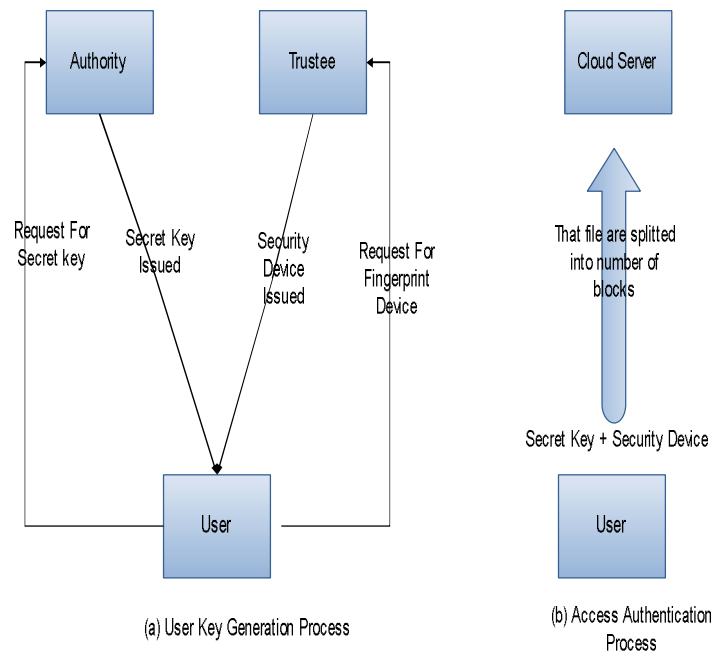 Authority
Trustee
Cloud Server
Request For
Secret key
Secret Key
Issued
Security
Device
Issued
Request For
Fingerprint
Device
That file are splitted
into number of
blocks
Secret Key + Security Device
User
User
(a) User Key Generation Process
(b) Access Authentication
Process